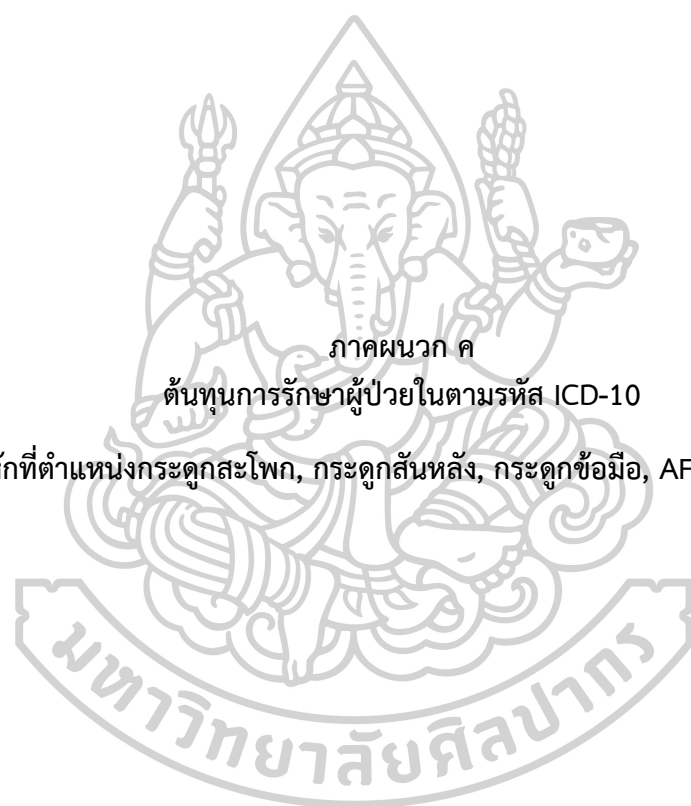 ภาคผนวก ค
ต้นทุนการรักษาผู้ป่วยในตามรหัส ICD-10
ที่ตำแหน่งกระดูกสะโพก, กระดูกสันหลัง, กระดูกข้อมือ,
มหาวิทยาลัยศิลปากร